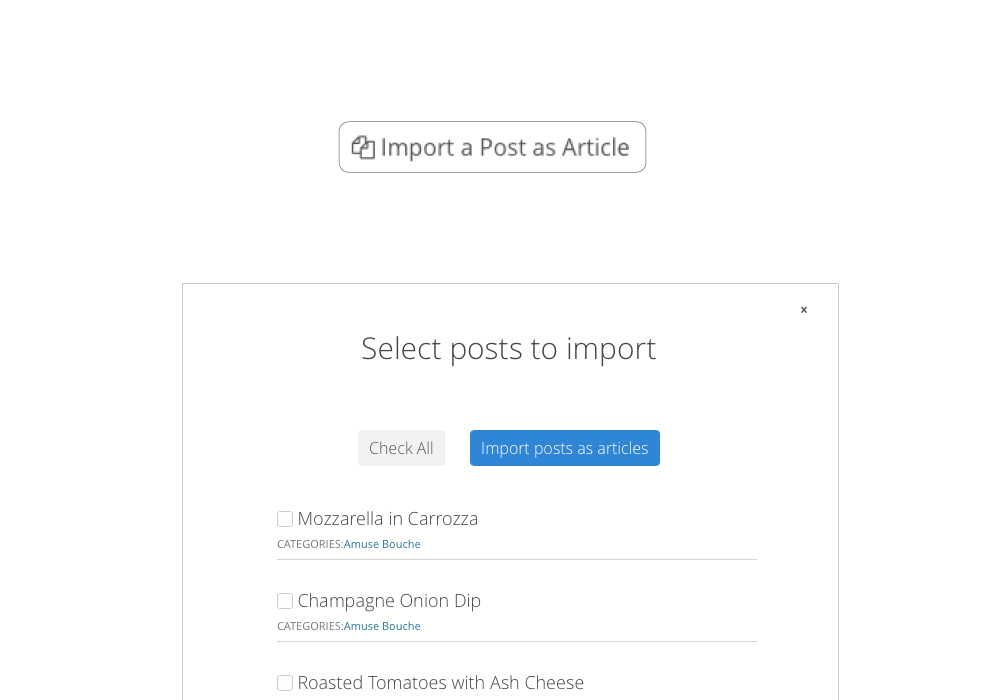 Import a Post as Article
×
Select posts to import
Check All Import posts as articles
Mozzarella in Carrozza
CATEGORIES:Amuse Bouche
Champagne Onion Dip
CATEGORIES:Amuse Bouche
Roasted Tomatoes with Ash Cheese